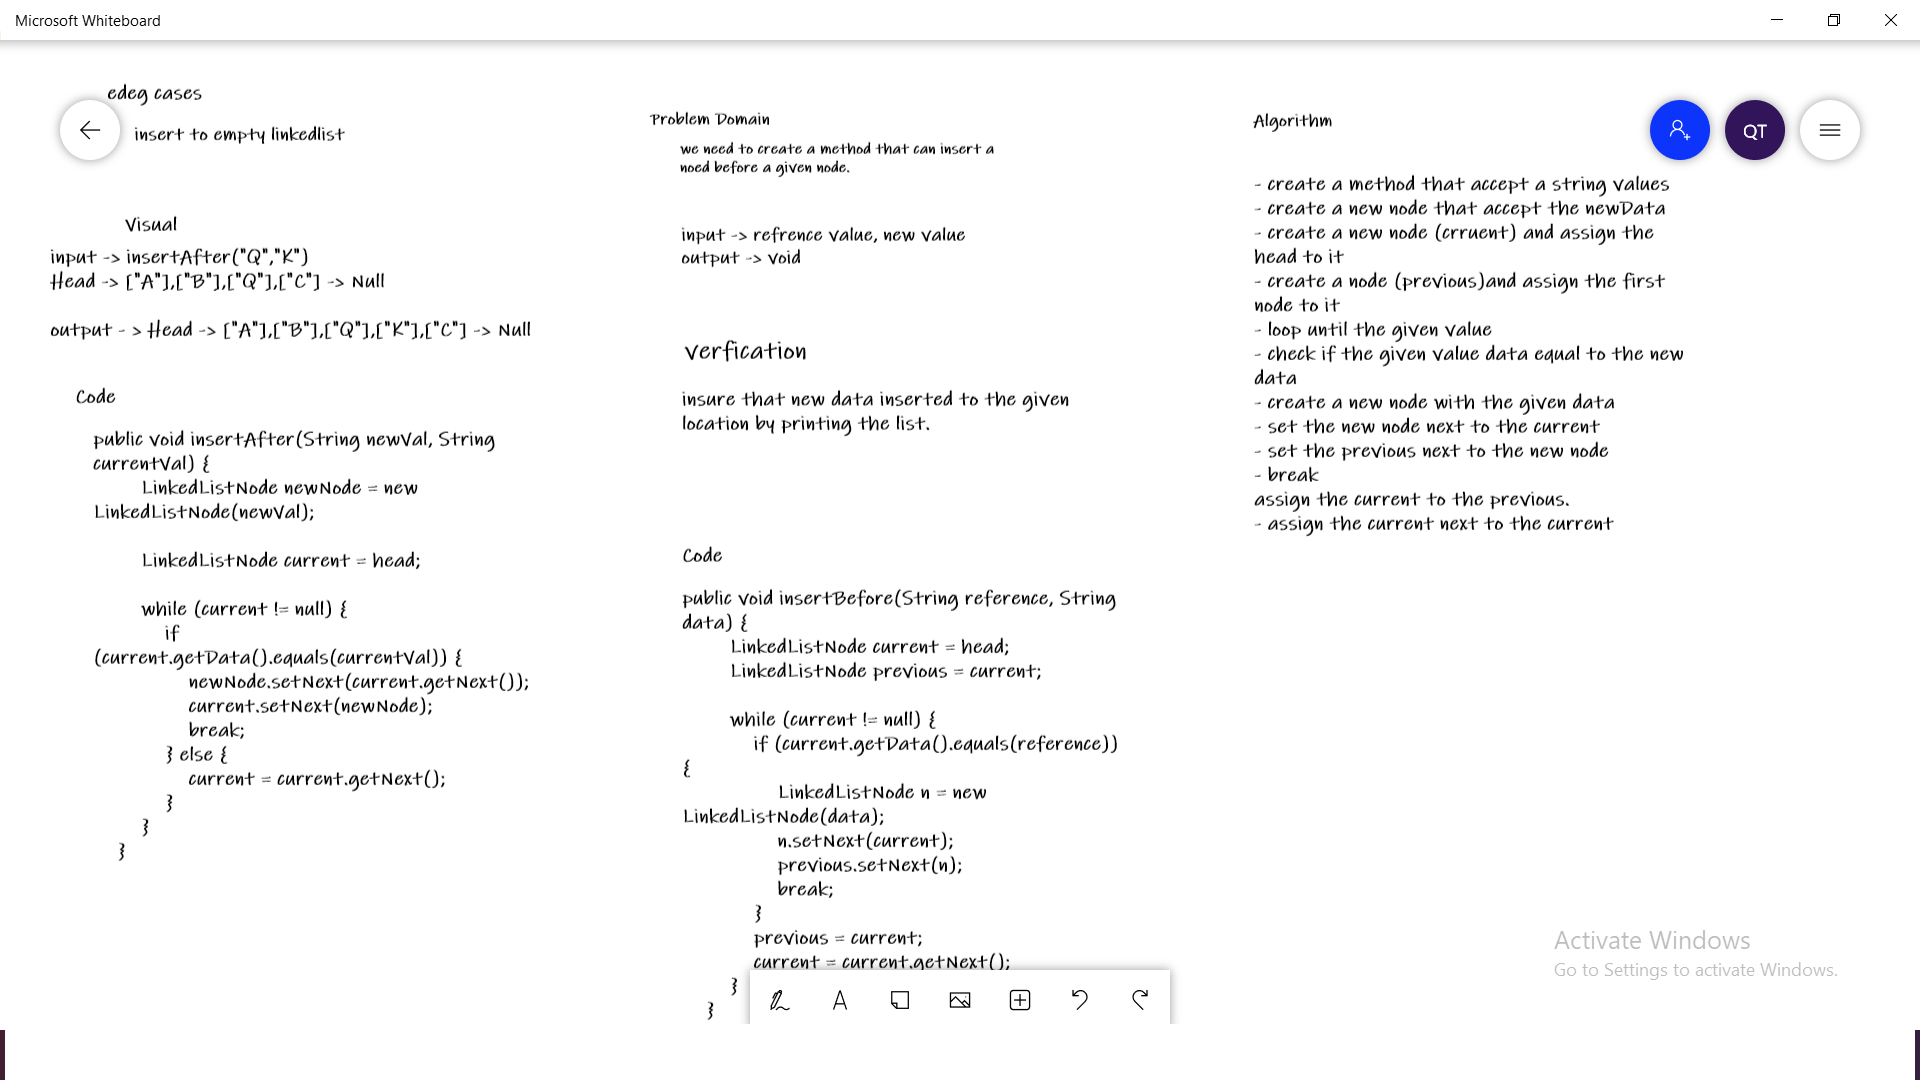 Microsoft Whiteboard
edeg cases
insert to empty linkedlist
Visual
input -> insertAfter("Q","K")
Head -> ["A"],["B"],["Q"],["C"] -> Null
output - > Head -> ["A"],["B"],["Q"],["K"],["C"] -> Null
Code
public void insertAfter(String newVal, String
currentVal) {
LinkedListNode newNode = new
LinkedListNode(newVal);
LinkedListNode current = head;
while (current != null) {
if
(current.getData().equals(currentVal)) {
newNode.setNext(current.getNext());
current.setNext(newNode);
break;
} else {
current = current.getNext();
}
}
}
Problem Domain
we need to create a method that can insert a
noed before a given node.
input -> refrence value, new value
output -> void
verfication
insure that new data inserted to the given
location by printing the list.
Code
public void insertBefore(String reference, String
data) {
LinkedListNode current = head;
LinkedListNode previous = current;
while (current != null) {
if (current.getData().equals(reference))
{
LinkedListNode n = new
LinkedListNode(data);
n.setNext(current);
previous.setNext(n);
break;
}
previous = current;
current = current.getNext();
}
}
Algorithm
- create a method that accept a string values
- create a new node that accept the newData
- create a new node (crruent) and assign the
head to it
- create a node (previous)and assign the first
node to it
- loop until the given value
- check if the given value data equal to the new
data
- create a new node with the given data
- set the new node next to the current
- set the previous next to the new node
- break
assign the current to the previous.
- assign the current next to the current
QT
Activate Windows
Go to Settings to activate Windows.